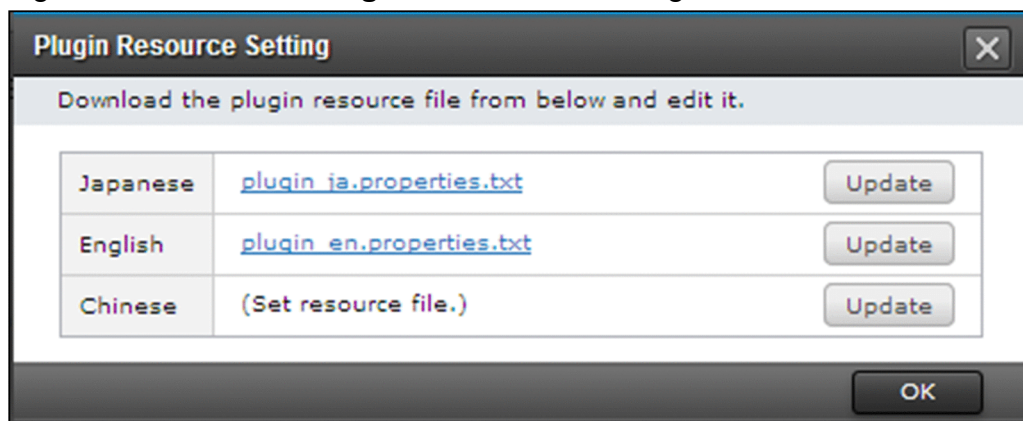 Plugin Resource Setting
Download the plugin resource file from below and edit it.
Japanese plugin_ja.properties.txt Update
English plugin_en.properties.txt Update
Chinese (Set resource file.) Update
OK